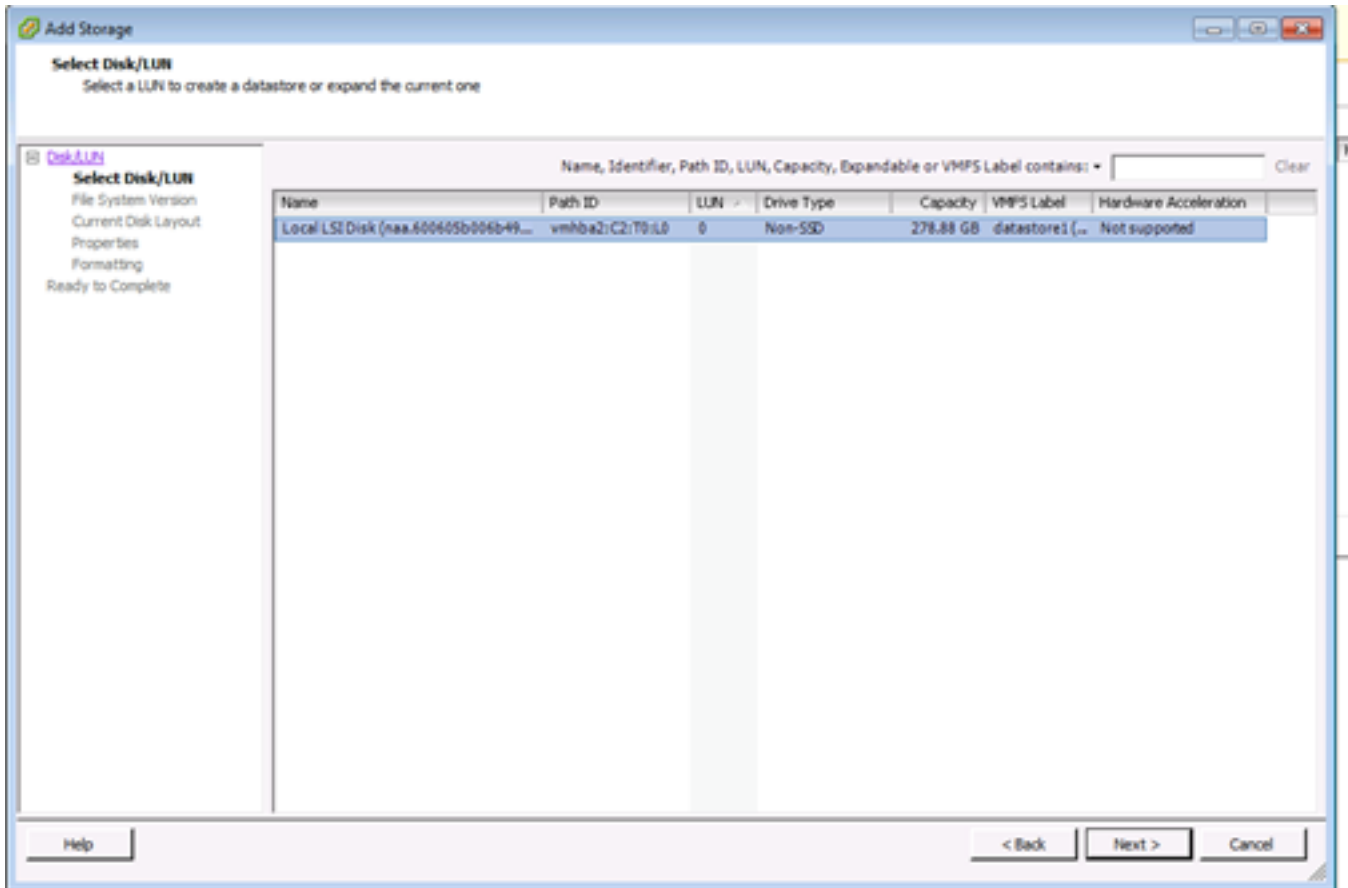 Add Storage
Select Disk/LUN
Select a LUN to create a datastore or expand the current one
Disk/LUN
Select Disk/LUN
File System Version
Current Disk Layout
Properties
Formatting
Ready to Complete
Name, Identifier, Path ID, LUN, Capacity, Expandable or VMFS Label contains: Clear
Name Path ID LUN Drive Type Capacity VMFS Label Hardware Acceleration
Local LSI Disk (naa.600605b006b49... vmhba2:C2:T0:L0 0 Non-SSD 278.88 GB datastore1 (... Not supported
Help < Back Next > Cancel